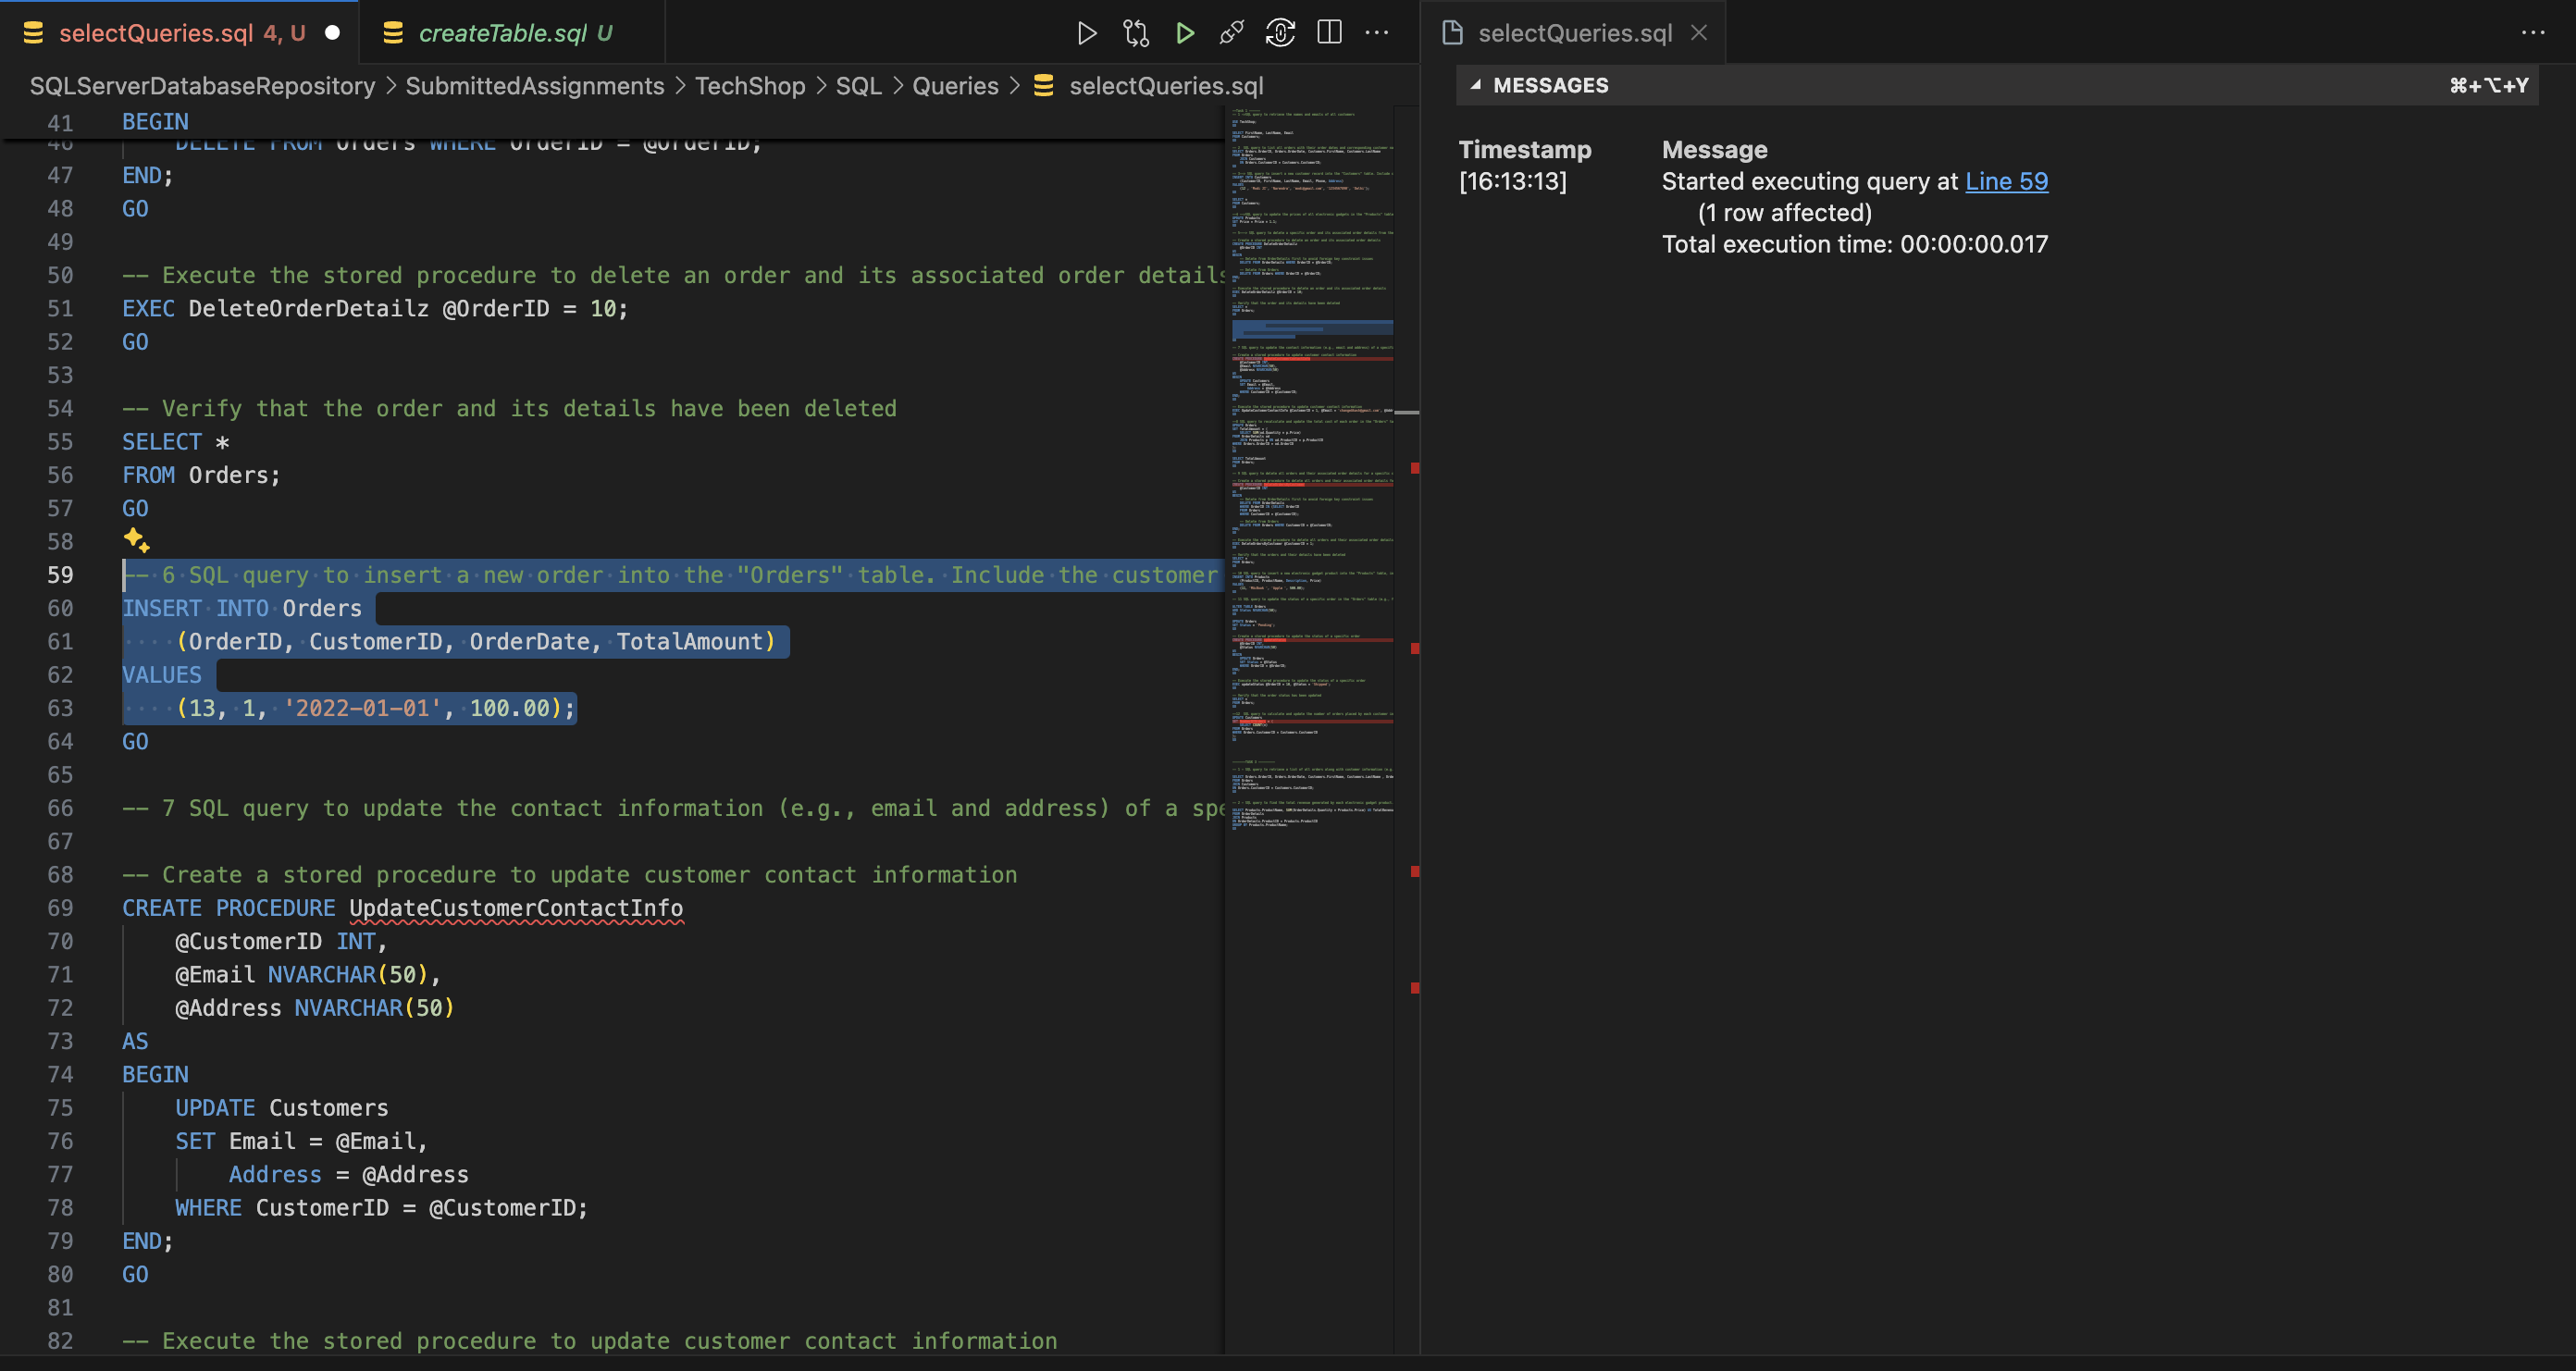 selectQueries.sql 4, U
createTable.sql U
selectQueries.sql
SQLServerDatabaseRepository > SubmittedAssignments > TechShop > SQL > Queries > selectQueries.sql
41 BEGIN
46 DELETE FROM Orders WHERE OrderID = @OrderID;
47 END;
48 GO
49
50 -- Execute the stored procedure to delete an order and its associated order details
51 EXEC DeleteOrderDetailz @OrderID = 10;
52 GO
53
54 -- Verify that the order and its details have been deleted
55 SELECT *
56 FROM Orders;
57 GO
58
59 -- 6 SQL query to insert a new order into the "Orders" table. Include the customer
60 INSERT INTO Orders
61 (OrderID, CustomerID, OrderDate, TotalAmount)
62 VALUES
63 (13, 1, '2022-01-01', 100.00);
64 GO
65
66 -- 7 SQL query to update the contact information (e.g., email and address) of a spe
67
68 -- Create a stored procedure to update customer contact information
69 CREATE PROCEDURE UpdateCustomerContactInfo
70 @CustomerID INT,
71 @Email NVARCHAR(50),
72 @Address NVARCHAR(50)
73 AS
74 BEGIN
75 UPDATE Customers
76 SET Email = @Email,
77 Address = @Address
78 WHERE CustomerID = @CustomerID;
79 END;
80 GO
81
82 -- Execute the stored procedure to update customer contact information
MESSAGES ⌘+⌥+Y
Timestamp Message
[16:13:13] Started executing query at Line 59
(1 row affected)
Total execution time: 00:00:00.017